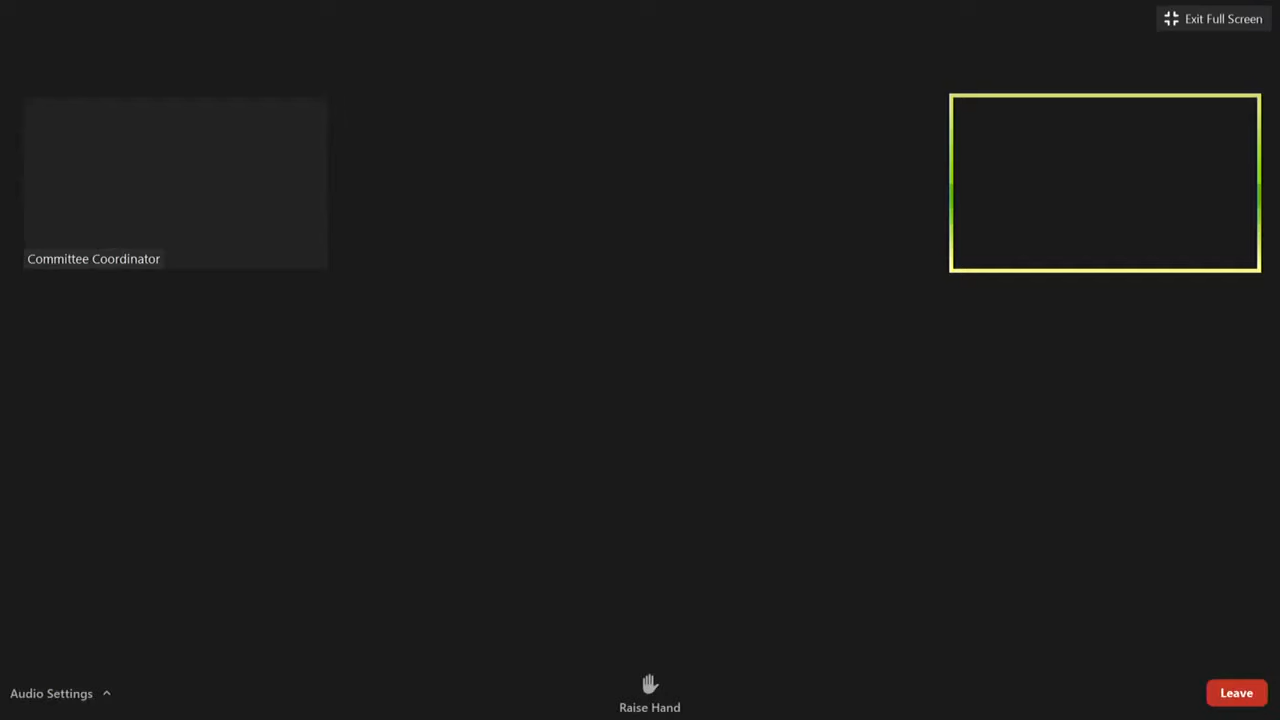 Exit Full Screen
Committee Coordinator
Audio Settings
Raise Hand
Leave